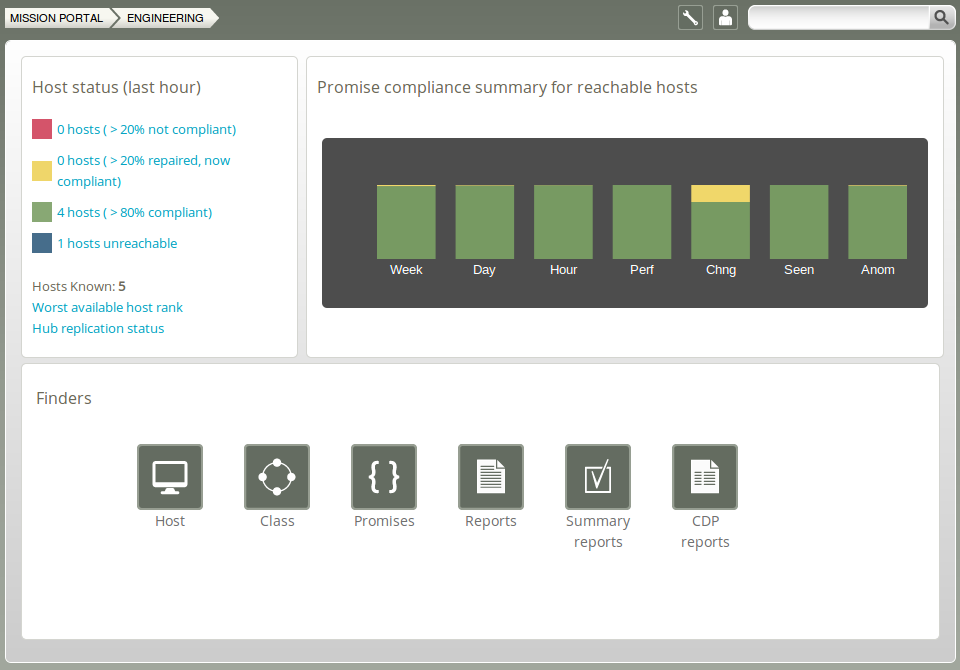 MISSION PORTAL ENGINEERING
Host status (last hour)
0 hosts ( > 20% not compliant)
0 hosts ( > 20% repaired, now
compliant)
4 hosts ( > 80% compliant)
1 hosts unreachable
Hosts Known: 5
Worst available host rank
Hub replication status
Promise compliance summary for reachable hosts
Week Day Hour Perf Chng Seen Anom
Finders
Host Class Promises Reports Summary CDP
reports reports